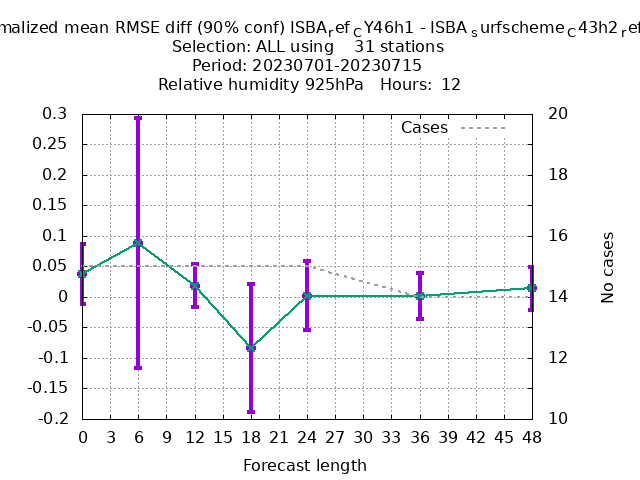 malized mean RMSE diff (90% conf) ISBA_ref_CY46h1 - ISBA_surfscheme_C43h2_ref
Selection: ALL using 31 stations
Period: 20230701-20230715
Relative humidity 925hPa Hours: 12
0.3
0.25
0.2
0.15
0.1
0.05
0
-0.05
-0.1
-0.15
-0.2
Cases
20
18
16
14
12
10
No cases
0 3 6 9 12 15 18 21 24 27 30 33 36 39 42 45 48
Forecast length